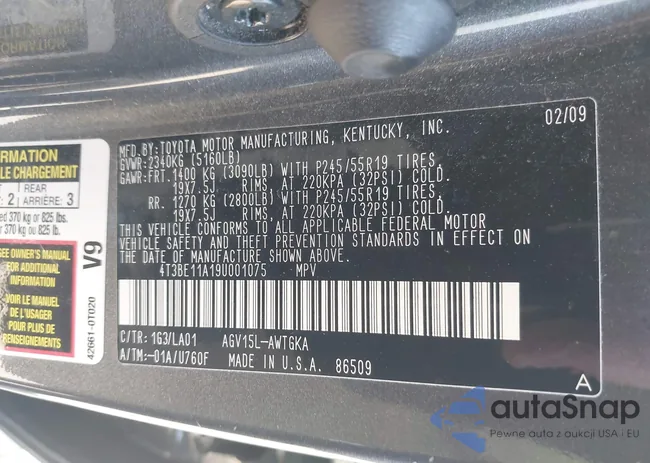 02/09
MFD.BY:TOYOTA MOTOR MANUFACTURING, KENTUCKY, INC.
GVWR:2340KG (5160LB)
GAWR:FRT.1400 KG (3090LB) WITH P245/55R19 TIRES,
19X7.5J RIMS, AT 220KPA (32PSI) COLD.
RR. 1270 KG (2800LB) WITH P245/55R19 TIRES,
19X7.5J RIMS, AT 220KPA (32PSI) COLD.
THIS VEHICLE CONFORMS TO ALL APPLICABLE FEDERAL MOTOR
VEHICLE SAFETY AND THEFT PREVENTION STANDARDS IN EFFECT ON
THE DATE OF MANUFACTURE SHOWN ABOVE.
4T3BE11A19U001075 MPV
C/TR: 1G3/LA01 AGV15L-AWTGKA
A/TM:-01A/U760F MADE IN U.S.A. 86509
A
FORMATION
E CHARGEMENT
REAR
2 ARRIÈRE: 3
ed 370 kg or 825 lbs.
r 370 kg ou 825 lb.
SEE OWNER'S MANUAL
FOR ADDITIONAL
INFORMATION
VOIR LE MANUEL
DE L'USAGER
POUR PLUS DE
RENSEIGNEMENTS
V9
42661-0T020
autaSnap
Pewne auta z aukcji USA i EU